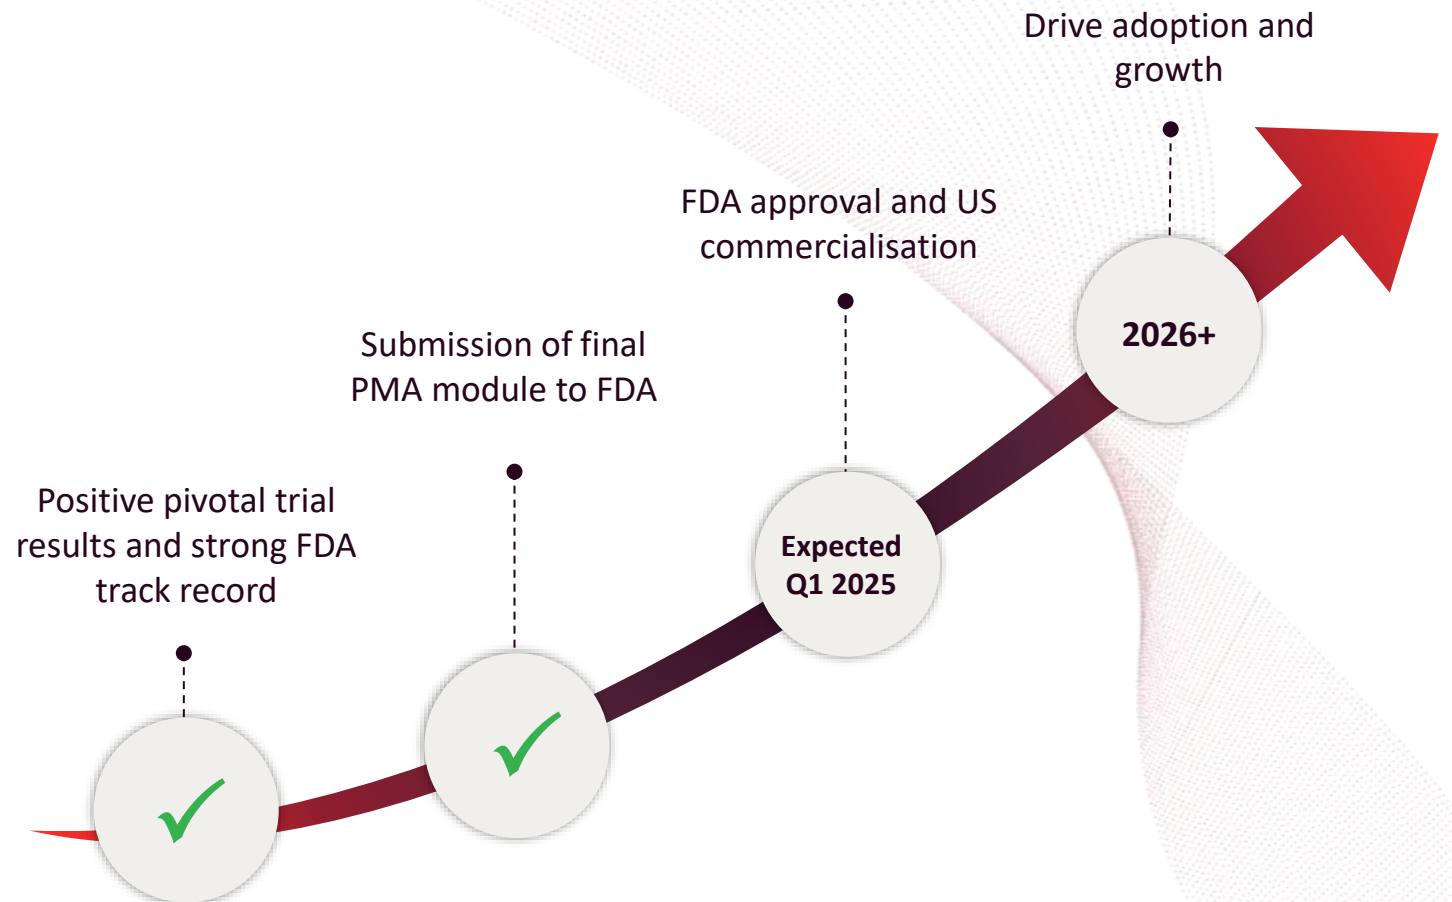 Drive adoption and
growth
FDA approval and US
commercialisation
Submission of final
PMA module to FDA
Positive pivotal trial
results and strong FDA
track record
2026+
Expected
Q1 2025